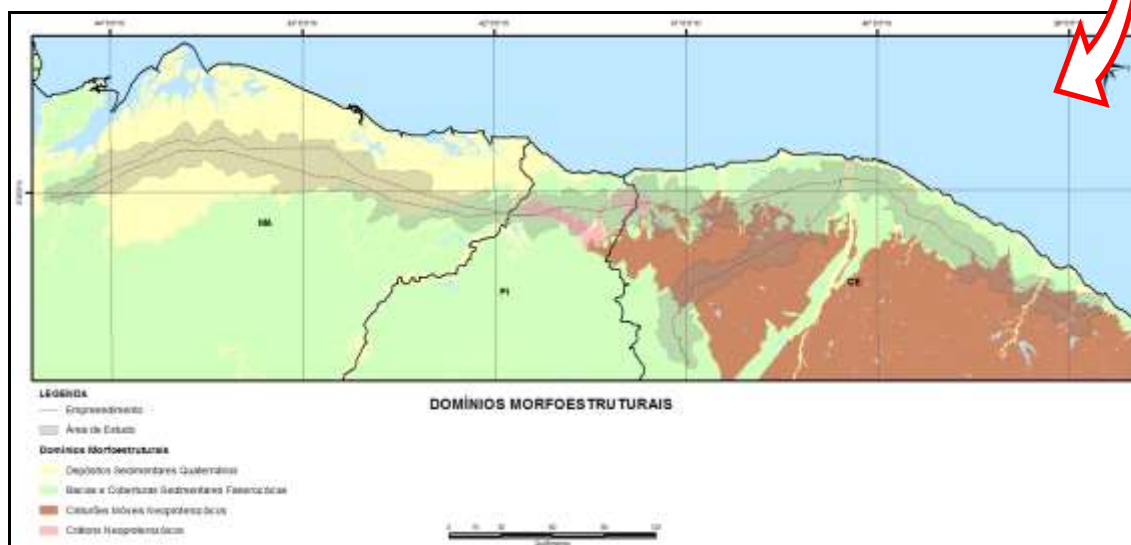 MA
PI
CE
LEGENDA
DOMÍNIOS MORFOESTRUTURAIS
Empreendimento
Área de Estudo
Domínios Morfoestruturais
Depósitos Sedimentares Quaternários
Bacias e Coberturas Sedimentares Fanerozóicas
Cinturões Móveis Neoproterozóicos
Crátons Neoproterozóicos